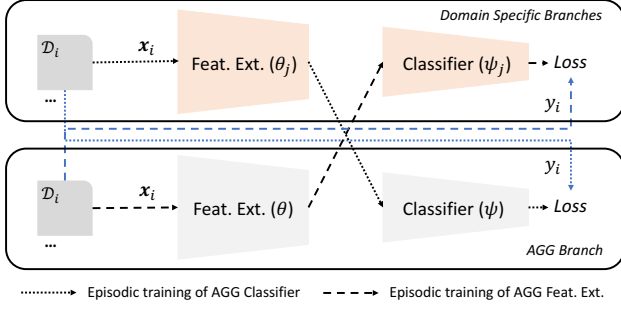 Domain Specific Branches
𝒟ᵢ
𝒙ᵢ
Feat. Ext. (θⱼ)
Classifier (ψⱼ)
Loss
...
yᵢ
yᵢ
𝒟ᵢ
𝒙ᵢ
Feat. Ext. (θ)
Classifier (ψ)
Loss
...
AGG Branch
Episodic training of AGG Classifier
Episodic training of AGG Feat. Ext.